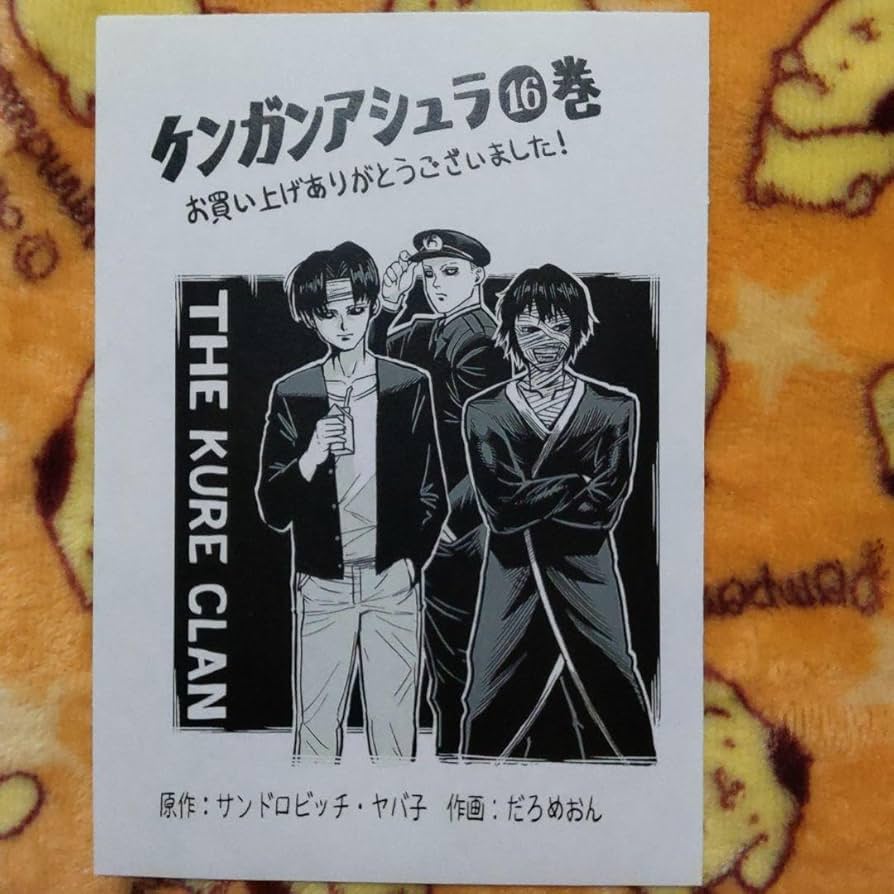 ケンガンアシュラ⑯巻
お買い上げありがとうございました!
THE KURE CLAN
原作:サンドロビッチ・ヤバ子 作画:だろめおん